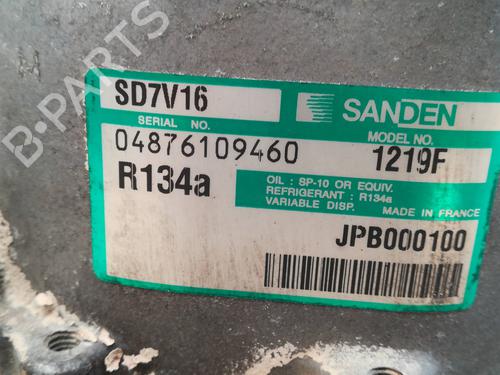 B-PARTS
SD7V16
SANDEN
SERIAL NO.
MODEL NO.
04876109460
1219F
R134a
OIL : SP-10 OR EQUIV.
REFRIGERANT : R134a
VARIABLE DISP.
MADE IN FRANCE
JPB000100